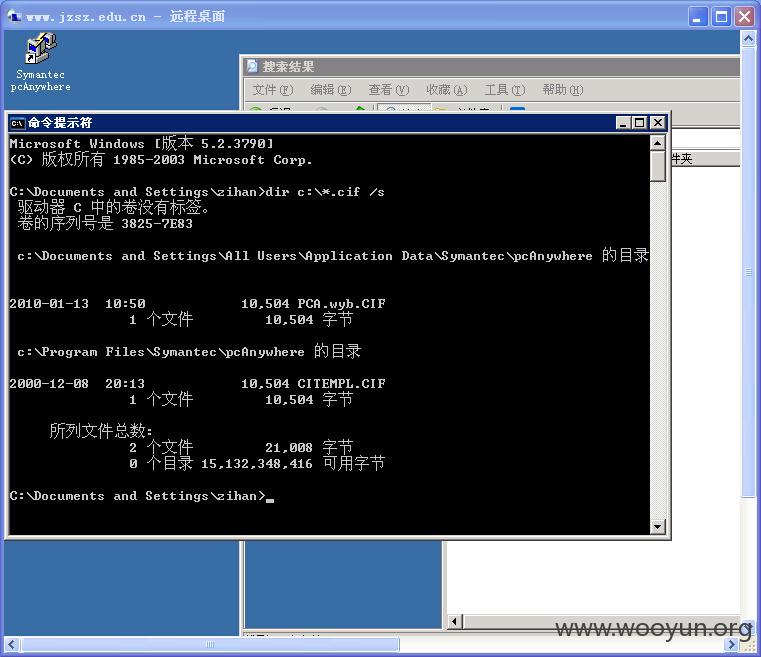 www.jzsz.edu.cn - 远程桌面
Symantec
pcAnywhere
搜索结果
文件(F) 编辑(E) 查看(V) 收藏(A) 工具(T) 帮助(H)
命令提示符
件夹
Microsoft Windows [版本 5.2.3790]
(C) 版权所有 1985-2003 Microsoft Corp.
C:\Documents and Settings\zihan>dir c:\*.cif /s
驱动器 C 中的卷没有标签。
卷的序列号是 3825-7E83
c:\Documents and Settings\All Users\Application Data\Symantec\pcAnywhere 的目录
2010-01-13 10:50 10,504 PCA.wyb.CIF
1 个文件 10,504 字节
c:\Program Files\Symantec\pcAnywhere 的目录
2000-12-08 20:13 10,504 CITEMPL.CIF
1 个文件 10,504 字节
所列文件总数:
2 个文件 21,008 字节
0 个目录 15,132,348,416 可用字节
C:\Documents and Settings\zihan>_
www.wooyun.org